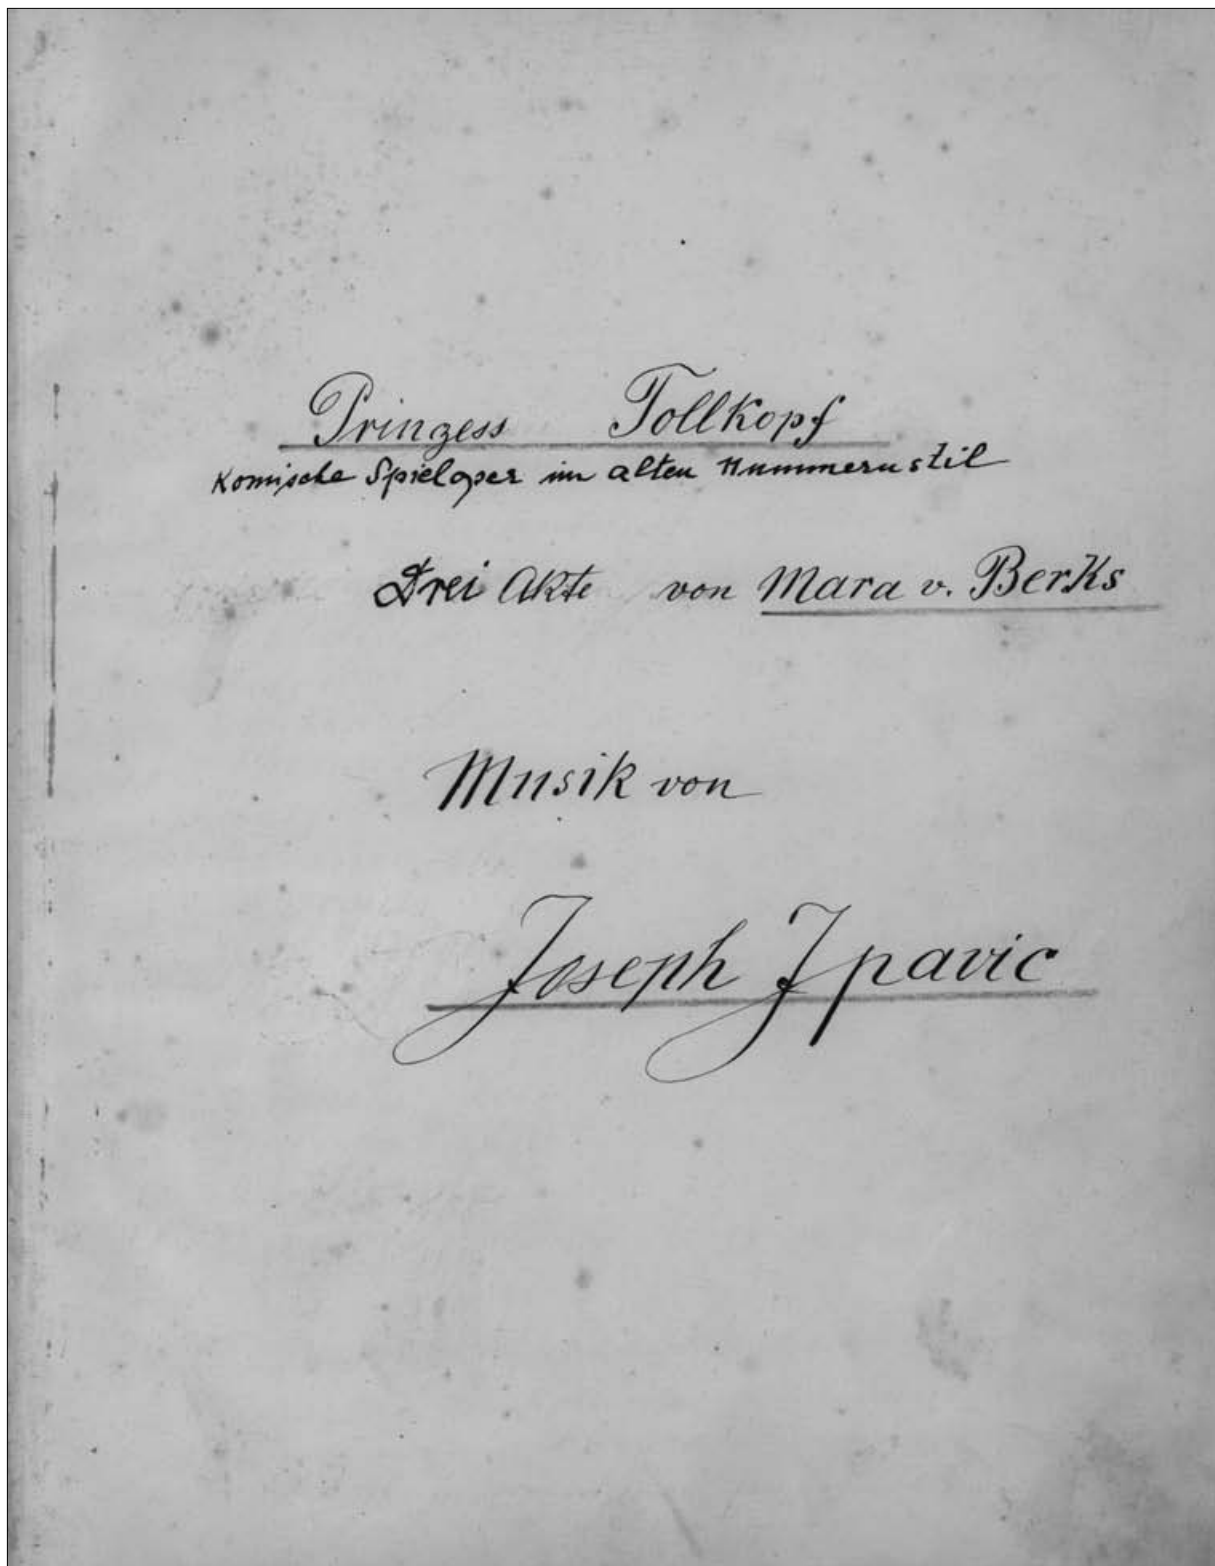 Prinzess Tollkopf
Komische Spieloper im alten Nummernstil
Drei Akte von Mara v. Berks
Musik von
Joseph Ipavic